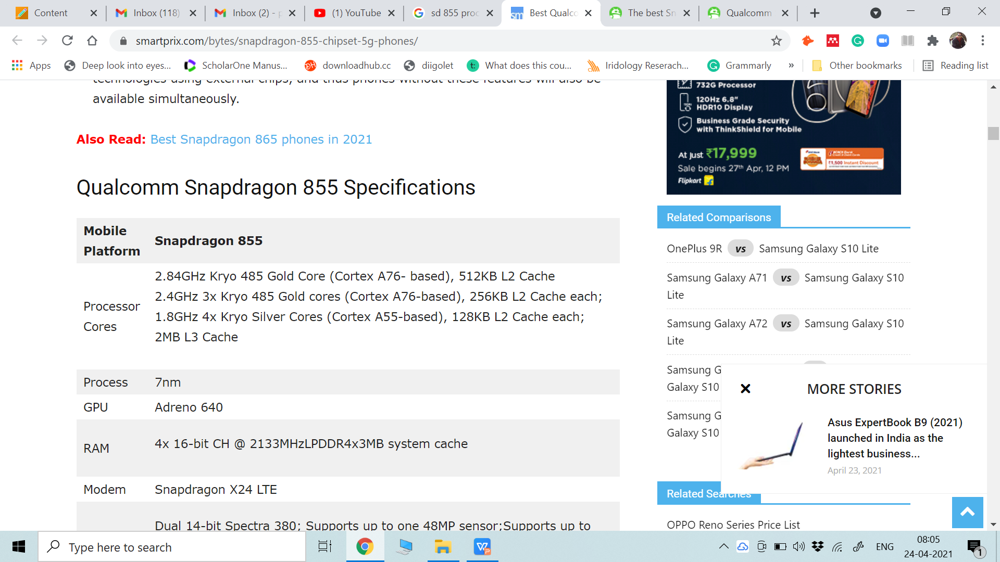 Content
Inbox (118)
Inbox (2) - p
(1) YouTube
sd 855 proc
Best Qualco
The best Sn
Qualcomm
smartprix.com/bytes/snapdragon-855-chipset-5g-phones/
Apps
Deep look into eyes...
ScholarOne Manus...
downloadhub.cc
diigolet
What does this cou...
Iridology Reserach...
Grammarly
»
Other bookmarks
Reading list
technologies using external chips, and thus phones without these features will also be
available simultaneously.
Also Read: Best Snapdragon 865 phones in 2021
Qualcomm Snapdragon 855 Specifications
Mobile
Platform
Snapdragon 855
Processor
Cores
2.84GHz Kryo 485 Gold Core (Cortex A76- based), 512KB L2 Cache
2.4GHz 3x Kryo 485 Gold cores (Cortex A76-based), 256KB L2 Cache each;
1.8GHz 4x Kryo Silver Cores (Cortex A55-based), 128KB L2 Cache each;
2MB L3 Cache
Process 7nm
GPU Adreno 640
RAM 4x 16-bit CH @ 2133MHzLPDDR4x3MB system cache
Modem Snapdragon X24 LTE
Dual 14-bit Spectra 380; Supports up to one 48MP sensor;Supports up to
732G Processor
120Hz 6.8"
HDR10 Display
Business Grade Security
with ThinkShield for Mobile
At Just ₹17,999
Sale begins 27th Apr, 12 PM
Flipkart
ICICI Bank
₹1,500 Instant Discount
Related Comparisons
OnePlus 9R vs Samsung Galaxy S10 Lite
Samsung Galaxy A71 vs Samsung Galaxy S10
Lite
Samsung Galaxy A72 vs Samsung Galaxy S10
Lite
Samsung G
Galaxy S10
Samsung G
Galaxy S10
MORE STORIES
Asus ExpertBook B9 (2021)
launched in India as the
lightest business...
April 23, 2021
Related Searches
OPPO Reno Series Price List
Type here to search
ENG
08:05
24-04-2021
1